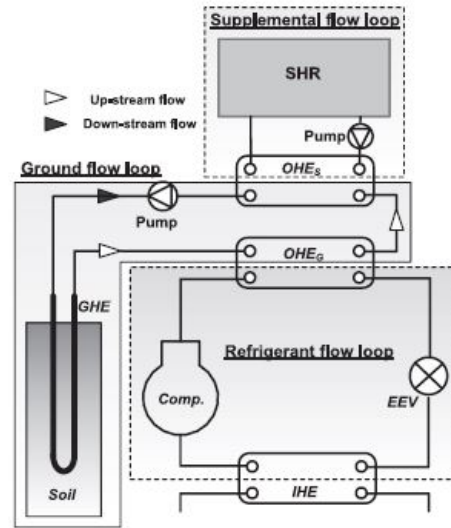 Supplemental flow loop
SHR
Up-stream flow
Down-stream flow
Pump
Ground flow loop
OHES
Pump
OHEG
GHE
Refrigerant flow loop
Comp.
EEV
Soil
IHE